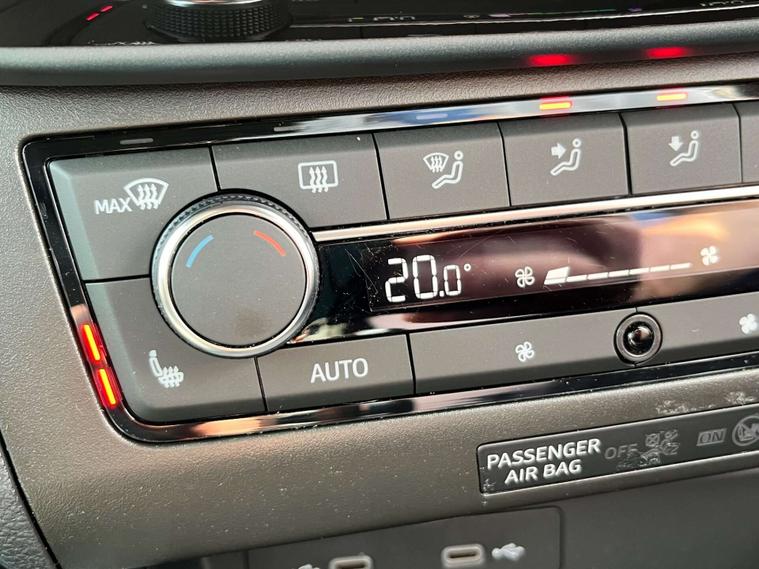 MAX
20.0°
AUTO
PASSENGER
AIR BAG
OFF
ON